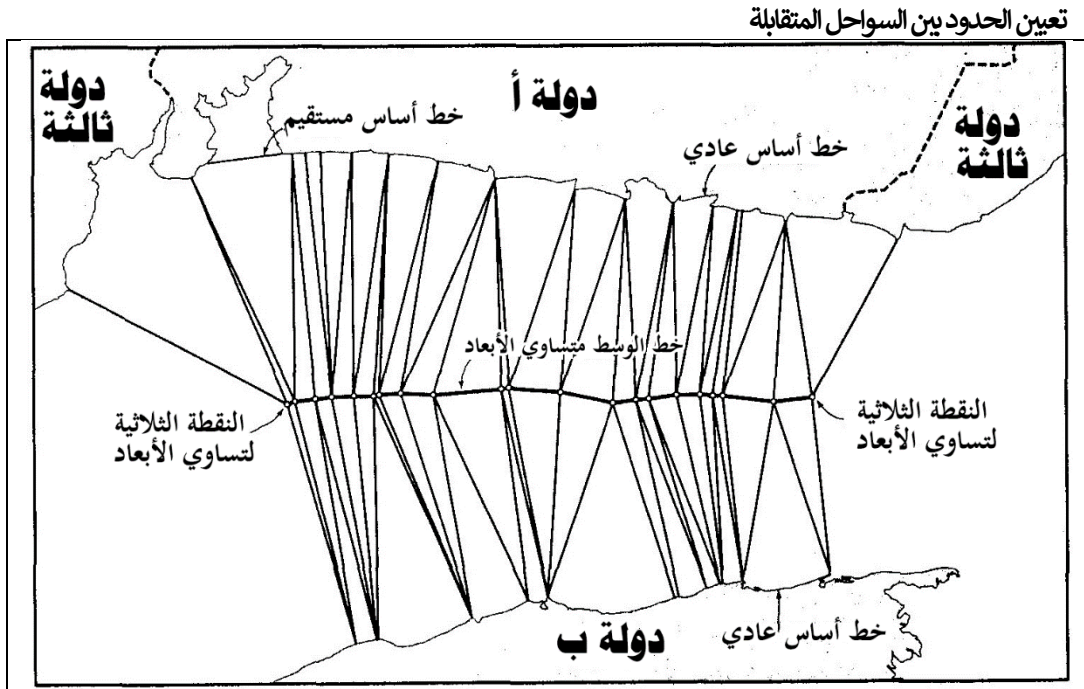 تعيين الحدود بين السواحل المتقابلة
دولة
ثالثة
دولة أ
دولة
ثالثة
خط أساس مستقيم
خط أساس عادي
خط الوسط متساوي الأبعاد
النقطة الثلاثية
لتساوي الأبعاد
النقطة الثلاثية
لتساوي الأبعاد
دولة ب
خط أساس عادي